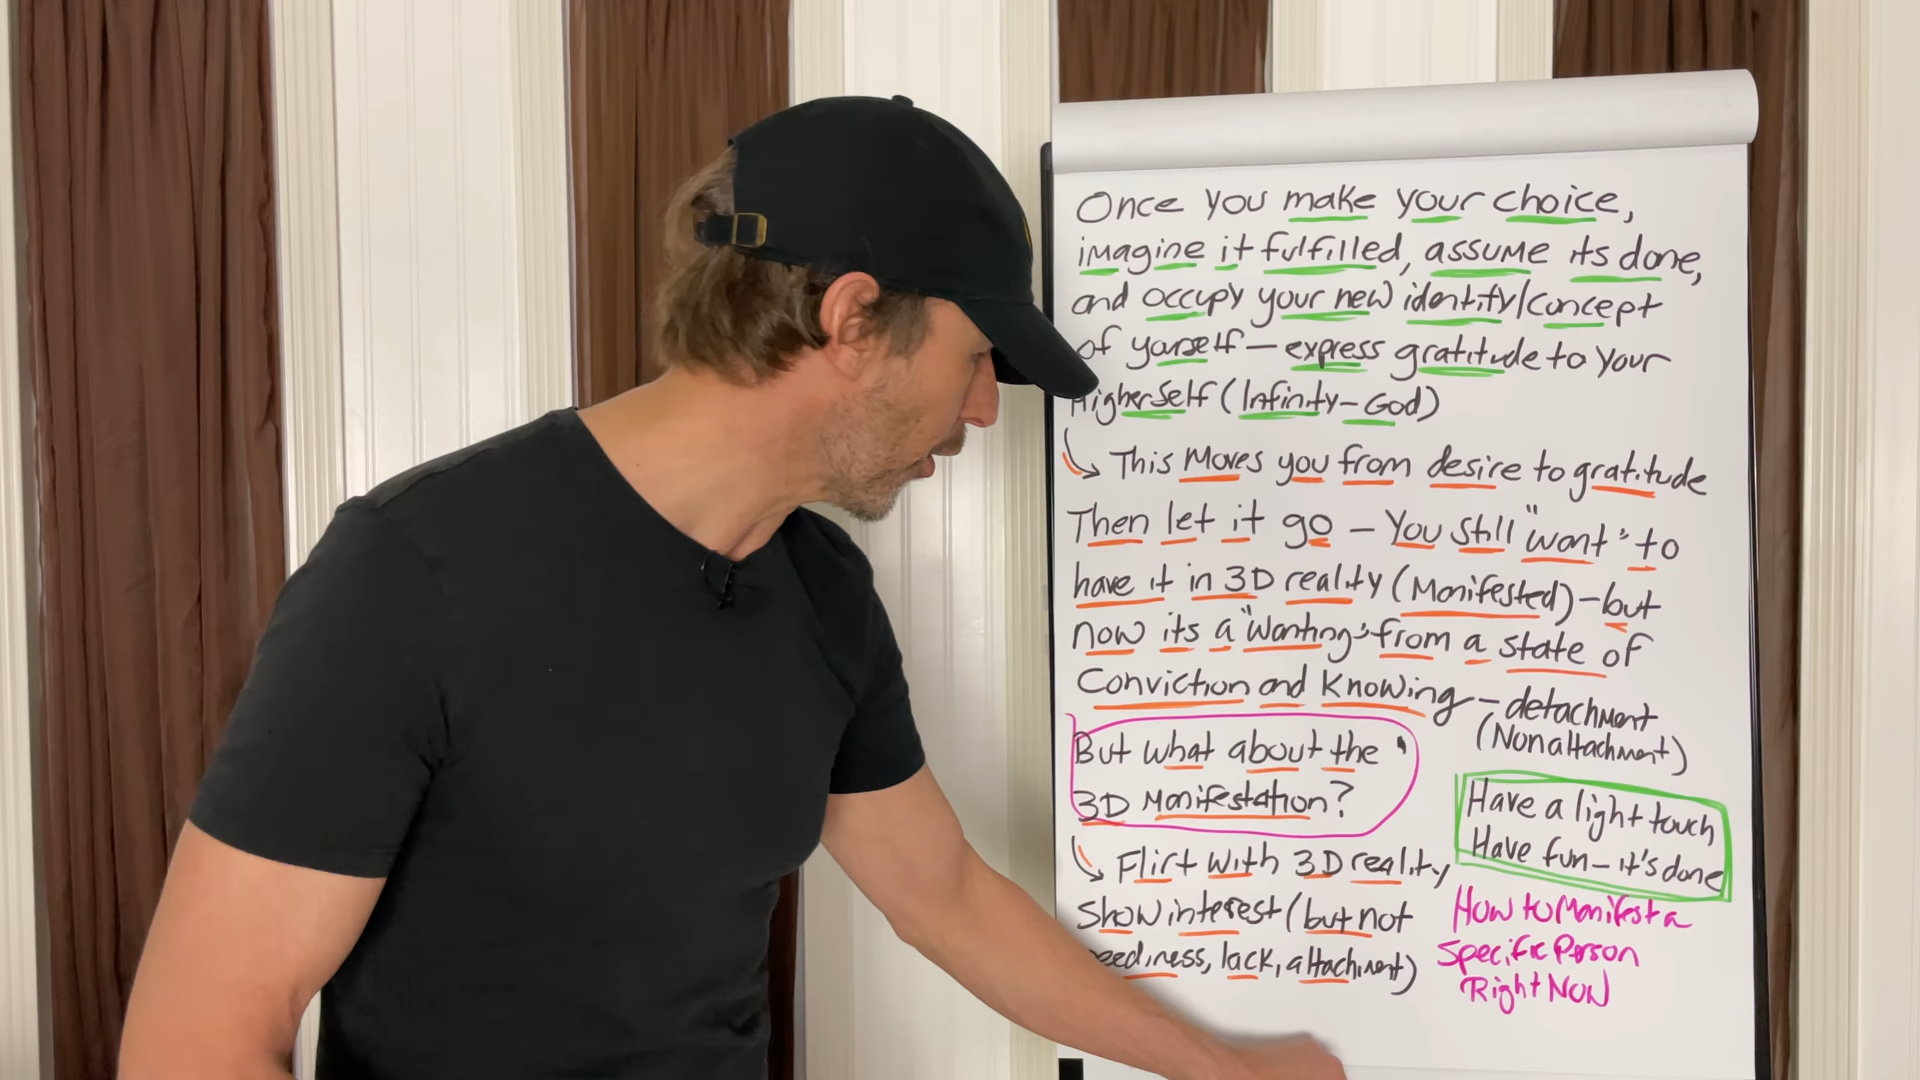 Once you make your choice,
imagine it fulfilled, assume its done,
and occupy your new identity/concept
of yourself – express gratitude to your
Higherself (Infinity – God)
This moves you from desire to gratitude
Then let it go – You still "want" to
have it in 3D reality (Manifested) – but
now its a "Wanting" from a state of
Conviction and Knowing – detachment
(Nonattachment)
But what about the
3D Manifestation?
Have a light touch
Have fun – it's done
Flirt with 3D reality
Show interest (but not
neediness, lack, attachment)
How to Manifest a
Specific Person
Right Now